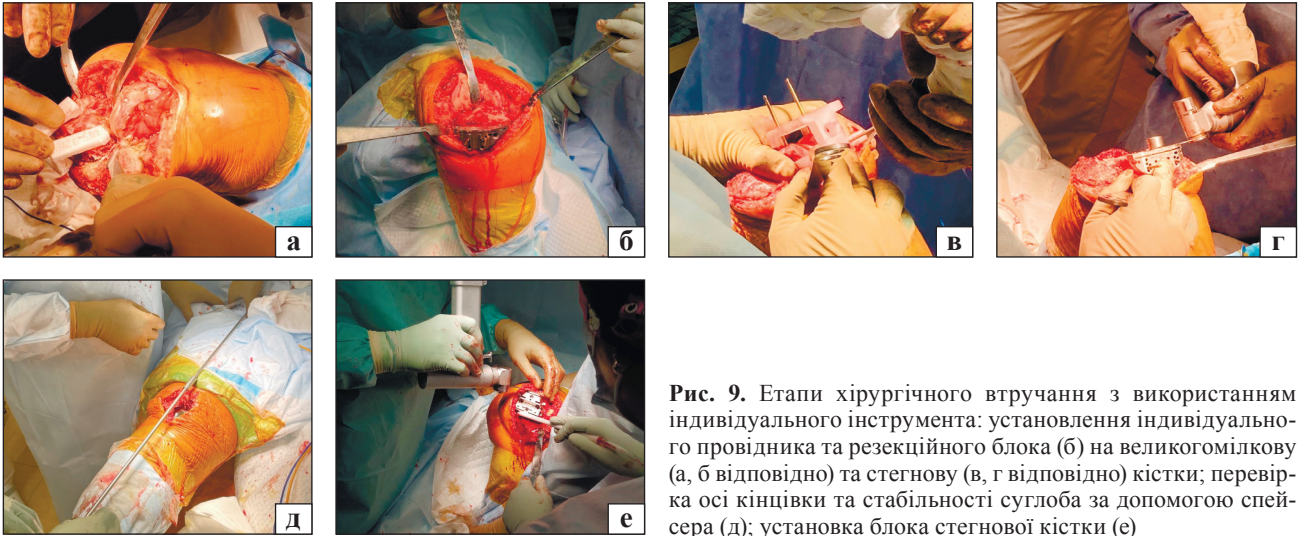 а
б
в
г
д
е
Рис. 9. Етапи хірургічного втручання з використанням
індивідуального інструмента: установлення індивідуально-
го провідника та резекційного блока (б) на великогомілкову
(а, б відповідно) та стегнову (в, г відповідно) кістки; перевір-
ка осі кінцівки та стабільності суглоба за допомогою спей-
сера (д); установка блока стегнової кістки (е)